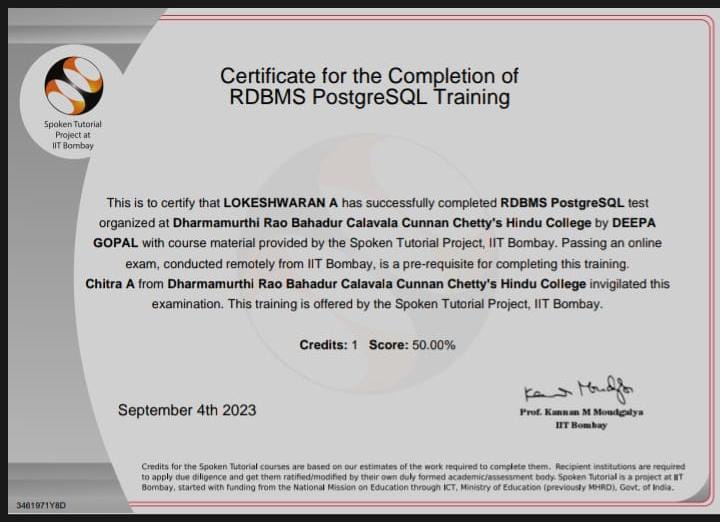 Certificate for the Completion of
RDBMS PostgreSQL Training
Spoken Tutorial
Project at
IIT Bombay
This is to certify that LOKESHWARAN A has successfully completed RDBMS PostgreSQL test
organized at Dharmamurthi Rao Bahadur Calavala Cunnan Chetty's Hindu College by DEEPA
GOPAL with course material provided by the Spoken Tutorial Project, IIT Bombay. Passing an online
exam, conducted remotely from IIT Bombay, is a pre-requisite for completing this training.
Chitra A from Dharmamurthi Rao Bahadur Calavala Cunnan Chetty's Hindu College invigilated this
examination. This training is offered by the Spoken Tutorial Project, IIT Bombay.
Credits: 1 Score: 50.00%
September 4th 2023
Prof. Kannan M Moudgalya
IIT Bombay
Credits for the Spoken Tutorial courses are based on our estimates of the work required to complete them. Recipient institutions are required
to apply due diligence and get them ratified/modified by their own duly formed academic/assessment body. Spoken Tutorial is a project at IIT
Bombay, started with funding from the National Mission on Education through ICT, Ministry of Education (previously MHRD), Govt. of India.
3461971Y8D